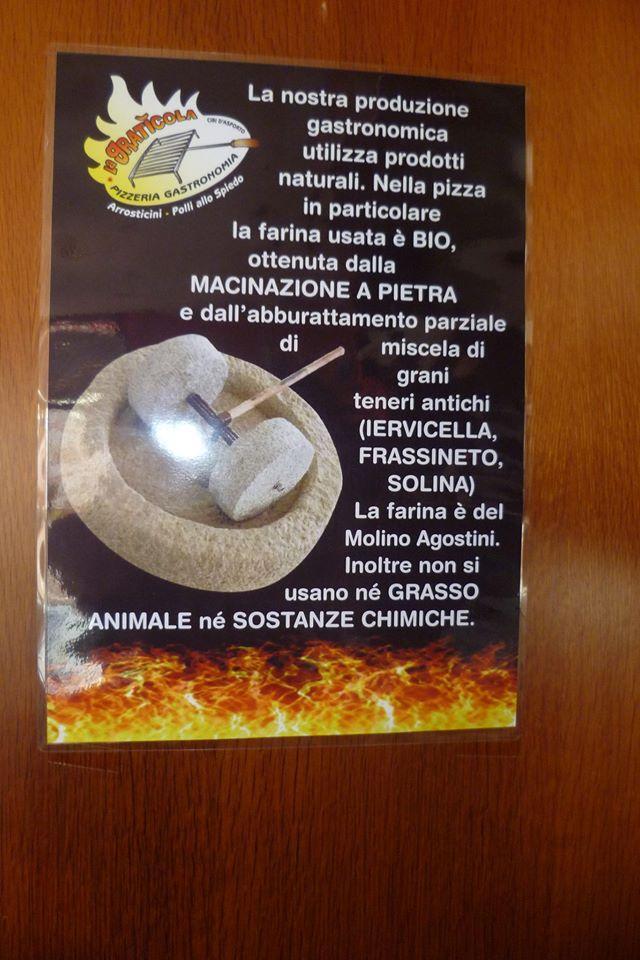 la GRATICOLA
CIBI D'ASPORTO
PIZZERIA GASTRONOMIA
Arrosticini - Polli allo Spiedo
La nostra produzione
gastronomica
utilizza prodotti
naturali. Nella pizza
in particolare
la farina usata è BIO,
ottenuta dalla
MACINAZIONE A PIETRA
e dall'abburattamento parziale
di miscela di
grani
teneri antichi
(IERVICELLA,
FRASSINETO,
SOLINA)
La farina è del
Molino Agostini.
Inoltre non si
usano né GRASSO
ANIMALE né SOSTANZE CHIMICHE.